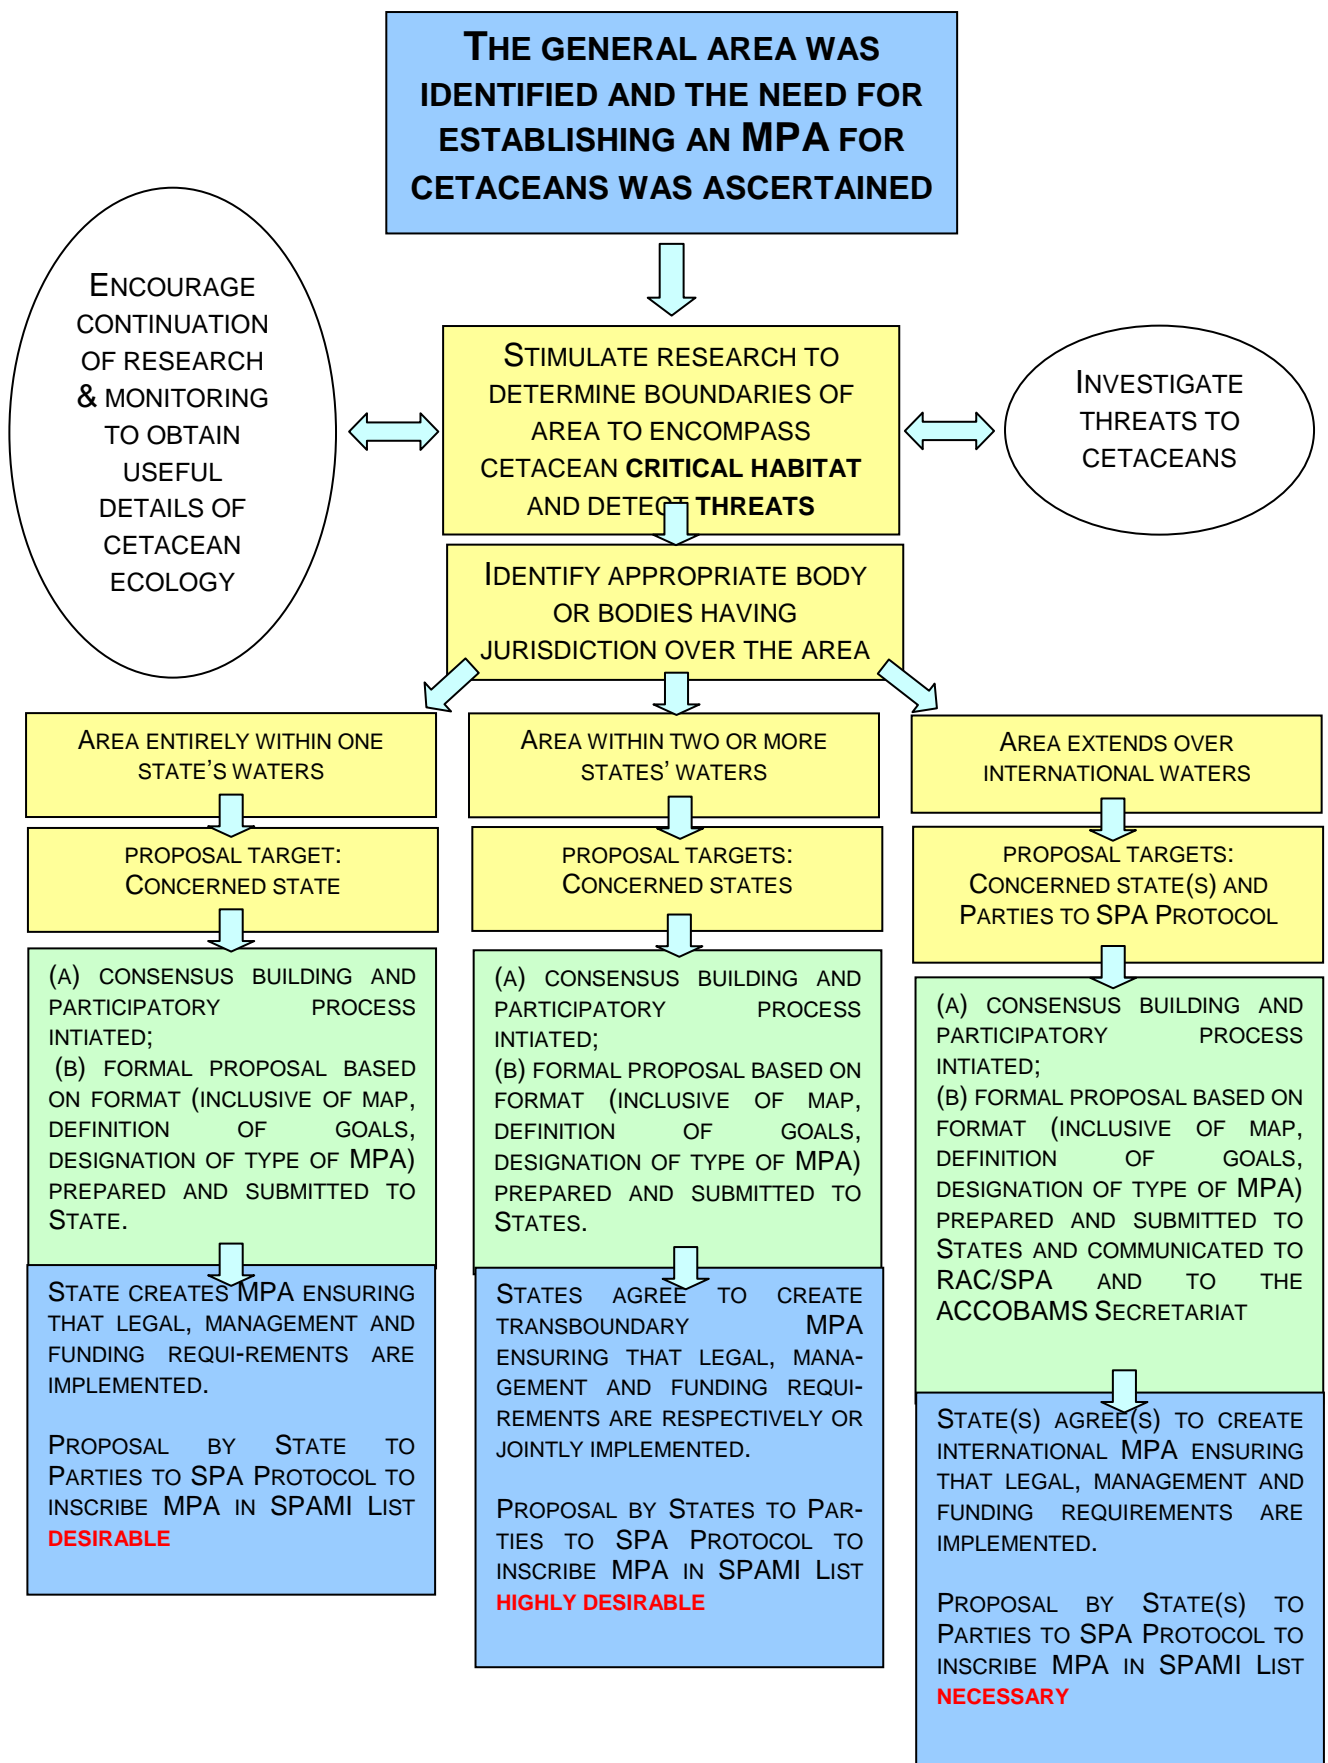 THE GENERAL AREA WAS
IDENTIFIED AND THE NEED FOR
ESTABLISHING AN MPA FOR
CETACEANS WAS ASCERTAINED
ENCOURAGE
CONTINUATION
OF RESEARCH
& MONITORING
TO OBTAIN
USEFUL
DETAILS OF
CETACEAN
ECOLOGY
STIMULATE RESEARCH TO
DETERMINE BOUNDARIES OF
AREA TO ENCOMPASS
CETACEAN CRITICAL HABITAT
AND DETECT THREATS
INVESTIGATE
THREATS TO
CETACEANS
IDENTIFY APPROPRIATE BODY
OR BODIES HAVING
JURISDICTION OVER THE AREA
AREA ENTIRELY WITHIN ONE
STATE'S WATERS
PROPOSAL TARGET:
CONCERNED STATE
(A) CONSENSUS BUILDING AND
PARTICIPATORY PROCESS
INTIATED;
(B) FORMAL PROPOSAL BASED
ON FORMAT (INCLUSIVE OF MAP,
DEFINITION OF GOALS,
DESIGNATION OF TYPE OF MPA)
PREPARED AND SUBMITTED TO
STATE.
STATE CREATES MPA ENSURING
THAT LEGAL, MANAGEMENT AND
FUNDING REQUI-REMENTS ARE
IMPLEMENTED.
PROPOSAL BY STATE TO
PARTIES TO SPA PROTOCOL TO
INSCRIBE MPA IN SPAMI LIST
DESIRABLE
AREA WITHIN TWO OR MORE
STATES' WATERS
PROPOSAL TARGETS:
CONCERNED STATES
(A) CONSENSUS BUILDING AND
PARTICIPATORY PROCESS
INTIATED;
(B) FORMAL PROPOSAL BASED ON
FORMAT (INCLUSIVE OF MAP,
DEFINITION OF GOALS,
DESIGNATION OF TYPE OF MPA)
PREPARED AND SUBMITTED TO
STATES.
STATES AGREE TO CREATE
TRANSBOUNDARY MPA
ENSURING THAT LEGAL, MANA-
GEMENT AND FUNDING REQUI-
REMENTS ARE RESPECTIVELY OR
JOINTLY IMPLEMENTED.
PROPOSAL BY STATES TO PAR-
TIES TO SPA PROTOCOL TO
INSCRIBE MPA IN SPAMI LIST
HIGHLY DESIRABLE
AREA EXTENDS OVER
INTERNATIONAL WATERS
PROPOSAL TARGETS:
CONCERNED STATE(S) AND
PARTIES TO SPA PROTOCOL
(A) CONSENSUS BUILDING AND
PARTICIPATORY PROCESS
INTIATED;
(B) FORMAL PROPOSAL BASED ON
FORMAT (INCLUSIVE OF MAP,
DEFINITION OF GOALS,
DESIGNATION OF TYPE OF MPA)
PREPARED AND SUBMITTED TO
STATES AND COMMUNICATED TO
RAC/SPA AND TO THE
ACCOBAMS SECRETARIAT
STATE(S) AGREE(S) TO CREATE
INTERNATIONAL MPA ENSURING
THAT LEGAL, MANAGEMENT AND
FUNDING REQUIREMENTS ARE
IMPLEMENTED.
PROPOSAL BY STATE(S) TO
PARTIES TO SPA PROTOCOL TO
INSCRIBE MPA IN SPAMI LIST
NECESSARY